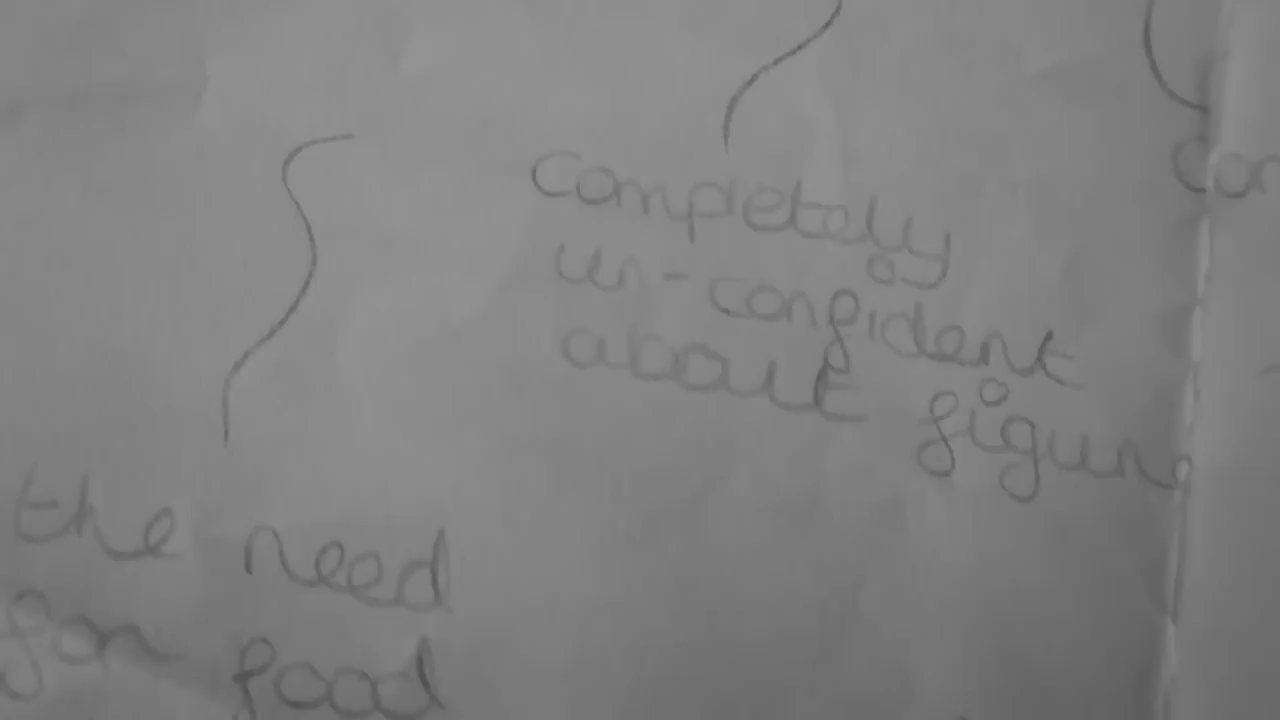 completely
un-confident
about figure
the need
for food